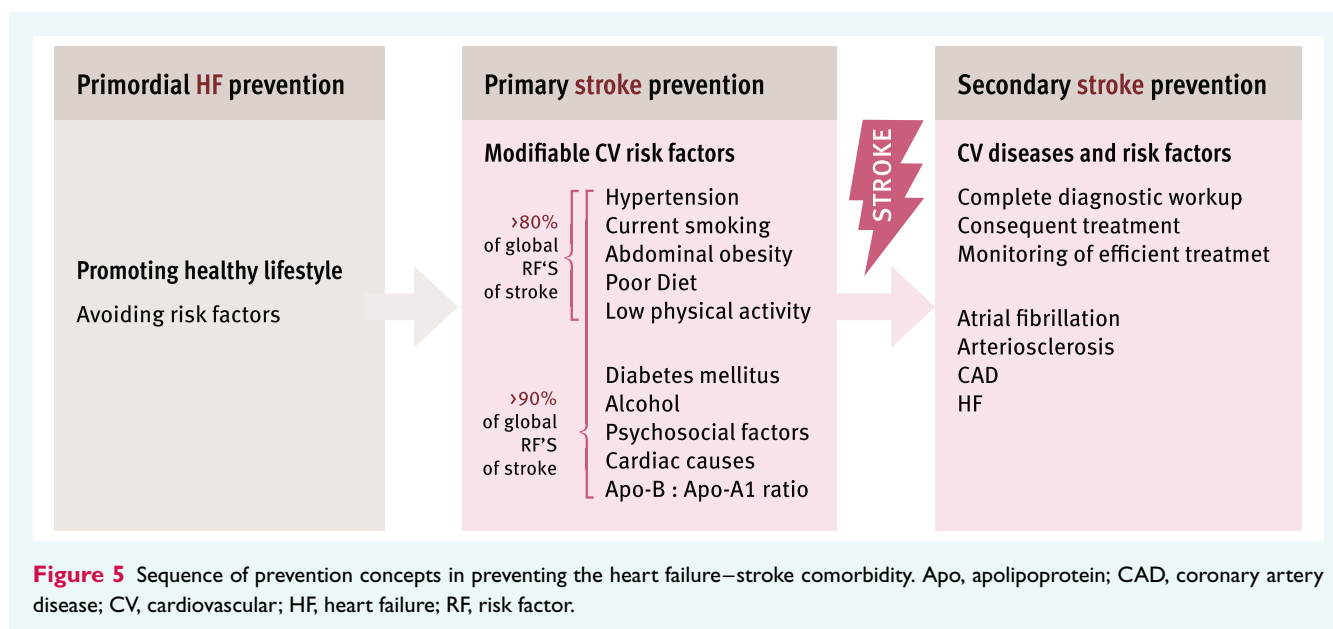 Primordial HF prevention
Promoting healthy lifestyle
Avoiding risk factors
Primary stroke prevention
Modifiable CV risk factors
>80%
of global
RF‘S
of stroke
Hypertension
Current smoking
Abdominal obesity
Poor Diet
Low physical activity
>90%
of global
RF’S
of stroke
Diabetes mellitus
Alcohol
Psychosocial factors
Cardiac causes
Apo-B : Apo-A1 ratio
STROKE
Secondary stroke prevention
CV diseases and risk factors
Complete diagnostic workup
Consequent treatment
Monitoring of efficient treatmet
Atrial fibrillation
Arteriosclerosis
CAD
HF
Figure 5 Sequence of prevention concepts in preventing the heart failure–stroke comorbidity. Apo, apolipoprotein; CAD, coronary artery
disease; CV, cardiovascular; HF, heart failure; RF, risk factor.